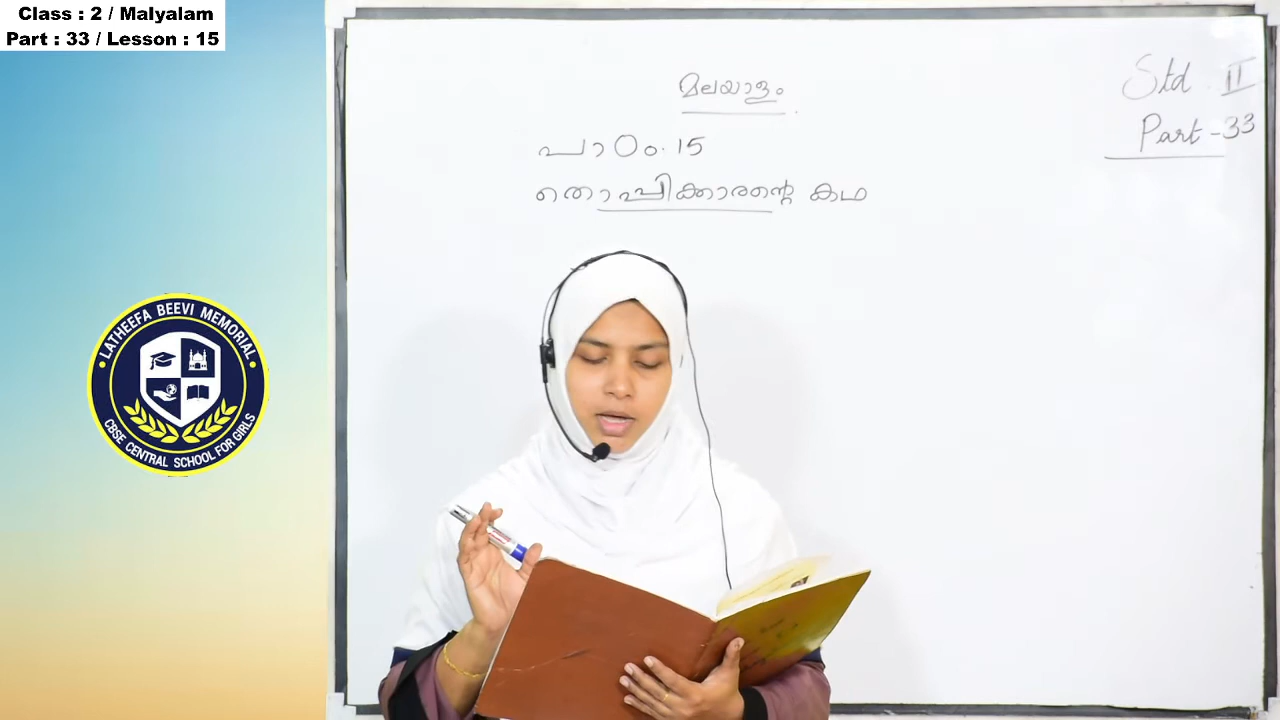 Class : 2 / Malyalam
Part : 33 / Lesson : 15
മലയാളം
Std. II
Part -33
പാഠം. 15
തൊപ്പിക്കാരന്റെ കഥ
LATHEEFA BEEVI MEMORIAL
CBSE CENTRAL SCHOOL FOR GIRLS